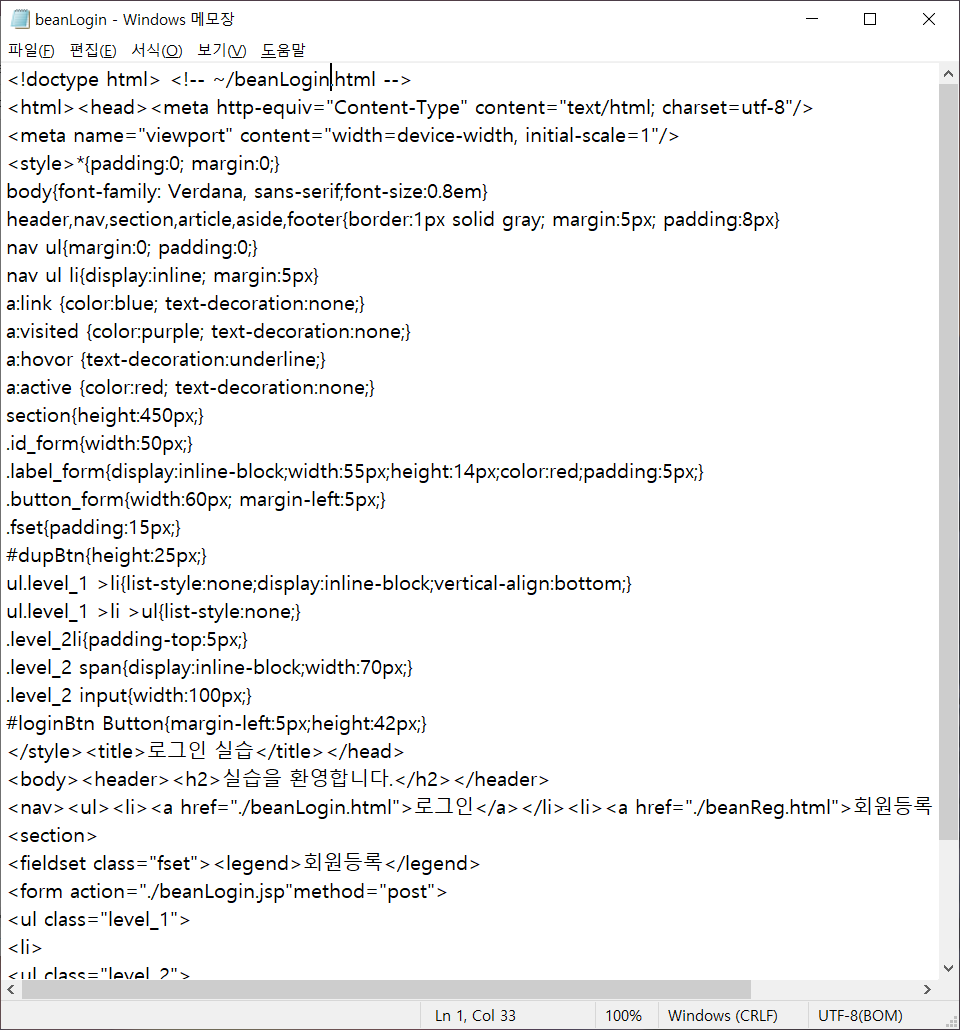 beanLogin - Windows 메모장
파일(F) 편집(E) 서식(O) 보기(V) 도움말
<!doctype html> <!-- ~/beanLogin.html -->
<html><head><meta http-equiv="Content-Type" content="text/html; charset=utf-8"/>
<meta name="viewport" content="width=device-width, initial-scale=1"/>
<style>*{padding:0; margin:0;}
body{font-family: Verdana, sans-serif;font-size:0.8em}
header,nav,section,article,aside,footer{border:1px solid gray; margin:5px; padding:8px}
nav ul{margin:0; padding:0;}
nav ul li{display:inline; margin:5px}
a:link {color:blue; text-decoration:none;}
a:visited {color:purple; text-decoration:none;}
a:hovor {text-decoration:underline;}
a:active {color:red; text-decoration:none;}
section{height:450px;}
.id_form{width:50px;}
.label_form{display:inline-block;width:55px;height:14px;color:red;padding:5px;}
.button_form{width:60px; margin-left:5px;}
.fset{padding:15px;}
#dupBtn{height:25px;}
ul.level_1 >li{list-style:none;display:inline-block;vertical-align:bottom;}
ul.level_1 >li >ul{list-style:none;}
.level_2li{padding-top:5px;}
.level_2 span{display:inline-block;width:70px;}
.level_2 input{width:100px;}
#loginBtn Button{margin-left:5px;height:42px;}
</style><title>로그인 실습</title></head>
<body><header><h2>실습을 환영합니다.</h2></header>
<nav><ul><li><a href="./beanLogin.html">로그인</a></li><li><a href="./beanReg.html">회원등록
<section>
<fieldset class="fset"><legend>회원등록</legend>
<form action="./beanLogin.jsp"method="post">
<ul class="level_1">
<li>
<ul class="level_2">
Ln 1, Col 33 100% Windows (CRLF) UTF-8(BOM)